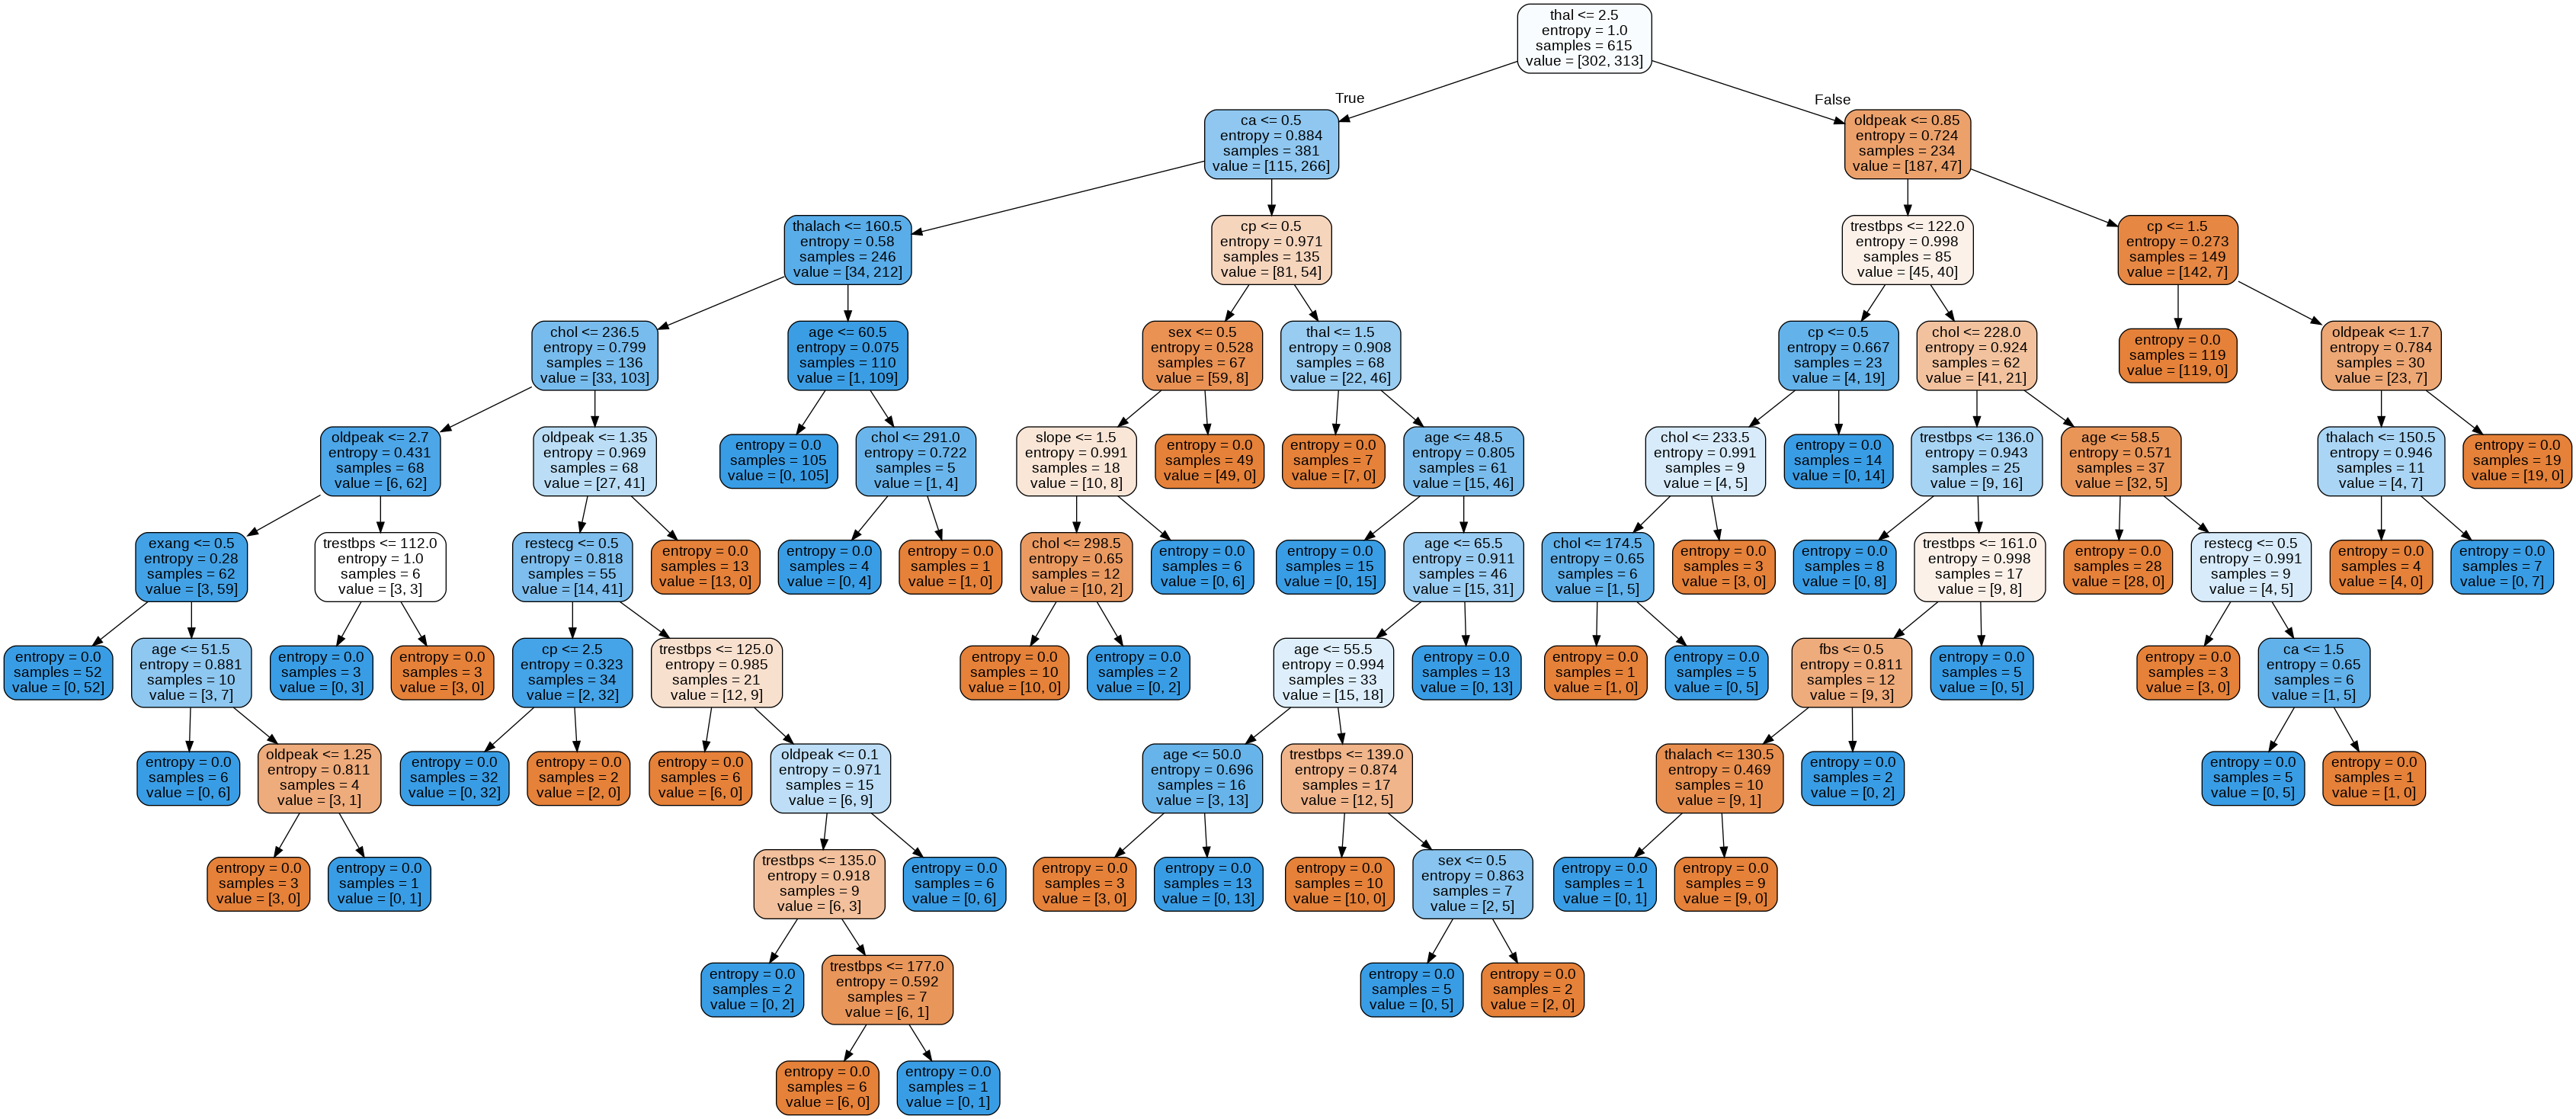 thal <= 2.5
entropy = 1.0
samples = 615
value = [302, 313]
True
False
ca <= 0.5
entropy = 0.884
samples = 381
value = [115, 266]
oldpeak <= 0.85
entropy = 0.724
samples = 234
value = [187, 47]
thalach <= 160.5
entropy = 0.58
samples = 246
value = [34, 212]
cp <= 0.5
entropy = 0.971
samples = 135
value = [81, 54]
trestbps <= 122.0
entropy = 0.998
samples = 85
value = [45, 40]
cp <= 1.5
entropy = 0.273
samples = 149
value = [142, 7]
chol <= 236.5
entropy = 0.799
samples = 136
value = [33, 103]
age <= 60.5
entropy = 0.075
samples = 110
value = [1, 109]
sex <= 0.5
entropy = 0.528
samples = 67
value = [59, 8]
thal <= 1.5
entropy = 0.908
samples = 68
value = [22, 46]
cp <= 0.5
entropy = 0.667
samples = 23
value = [4, 19]
chol <= 228.0
entropy = 0.924
samples = 62
value = [41, 21]
entropy = 0.0
samples = 119
value = [119, 0]
oldpeak <= 1.7
entropy = 0.784
samples = 30
value = [23, 7]
oldpeak <= 2.7
entropy = 0.431
samples = 68
value = [6, 62]
oldpeak <= 1.35
entropy = 0.969
samples = 68
value = [27, 41]
entropy = 0.0
samples = 105
value = [0, 105]
chol <= 291.0
entropy = 0.722
samples = 5
value = [1, 4]
slope <= 1.5
entropy = 0.991
samples = 18
value = [10, 8]
entropy = 0.0
samples = 49
value = [49, 0]
entropy = 0.0
samples = 7
value = [7, 0]
age <= 48.5
entropy = 0.805
samples = 61
value = [15, 46]
chol <= 233.5
entropy = 0.991
samples = 9
value = [4, 5]
entropy = 0.0
samples = 14
value = [0, 14]
trestbps <= 136.0
entropy = 0.943
samples = 25
value = [9, 16]
age <= 58.5
entropy = 0.571
samples = 37
value = [32, 5]
thalach <= 150.5
entropy = 0.946
samples = 11
value = [4, 7]
entropy = 0.0
samples = 19
value = [19, 0]
exang <= 0.5
entropy = 0.28
samples = 62
value = [3, 59]
trestbps <= 112.0
entropy = 1.0
samples = 6
value = [3, 3]
restecg <= 0.5
entropy = 0.818
samples = 55
value = [14, 41]
entropy = 0.0
samples = 13
value = [13, 0]
entropy = 0.0
samples = 4
value = [0, 4]
entropy = 0.0
samples = 1
value = [1, 0]
chol <= 298.5
entropy = 0.65
samples = 12
value = [10, 2]
entropy = 0.0
samples = 6
value = [0, 6]
entropy = 0.0
samples = 15
value = [0, 15]
age <= 65.5
entropy = 0.911
samples = 46
value = [15, 31]
chol <= 174.5
entropy = 0.65
samples = 6
value = [1, 5]
entropy = 0.0
samples = 3
value = [3, 0]
entropy = 0.0
samples = 8
value = [0, 8]
trestbps <= 161.0
entropy = 0.998
samples = 17
value = [9, 8]
entropy = 0.0
samples = 28
value = [28, 0]
restecg <= 0.5
entropy = 0.991
samples = 9
value = [4, 5]
entropy = 0.0
samples = 4
value = [4, 0]
entropy = 0.0
samples = 7
value = [0, 7]
entropy = 0.0
samples = 52
value = [0, 52]
age <= 51.5
entropy = 0.881
samples = 10
value = [3, 7]
entropy = 0.0
samples = 3
value = [0, 3]
entropy = 0.0
samples = 3
value = [3, 0]
cp <= 2.5
entropy = 0.323
samples = 34
value = [2, 32]
trestbps <= 125.0
entropy = 0.985
samples = 21
value = [12, 9]
entropy = 0.0
samples = 10
value = [10, 0]
entropy = 0.0
samples = 2
value = [0, 2]
age <= 55.5
entropy = 0.994
samples = 33
value = [15, 18]
entropy = 0.0
samples = 13
value = [0, 13]
entropy = 0.0
samples = 1
value = [1, 0]
entropy = 0.0
samples = 5
value = [0, 5]
fbs <= 0.5
entropy = 0.811
samples = 12
value = [9, 3]
entropy = 0.0
samples = 5
value = [0, 5]
entropy = 0.0
samples = 3
value = [3, 0]
ca <= 1.5
entropy = 0.65
samples = 6
value = [1, 5]
entropy = 0.0
samples = 6
value = [0, 6]
oldpeak <= 1.25
entropy = 0.811
samples = 4
value = [3, 1]
entropy = 0.0
samples = 32
value = [0, 32]
entropy = 0.0
samples = 2
value = [2, 0]
entropy = 0.0
samples = 6
value = [6, 0]
oldpeak <= 0.1
entropy = 0.971
samples = 15
value = [6, 9]
age <= 50.0
entropy = 0.696
samples = 16
value = [3, 13]
trestbps <= 139.0
entropy = 0.874
samples = 17
value = [12, 5]
thalach <= 130.5
entropy = 0.469
samples = 10
value = [9, 1]
entropy = 0.0
samples = 2
value = [0, 2]
entropy = 0.0
samples = 5
value = [0, 5]
entropy = 0.0
samples = 1
value = [1, 0]
entropy = 0.0
samples = 3
value = [3, 0]
entropy = 0.0
samples = 1
value = [0, 1]
trestbps <= 135.0
entropy = 0.918
samples = 9
value = [6, 3]
entropy = 0.0
samples = 6
value = [0, 6]
entropy = 0.0
samples = 3
value = [3, 0]
entropy = 0.0
samples = 13
value = [0, 13]
entropy = 0.0
samples = 10
value = [10, 0]
sex <= 0.5
entropy = 0.863
samples = 7
value = [2, 5]
entropy = 0.0
samples = 1
value = [0, 1]
entropy = 0.0
samples = 9
value = [9, 0]
entropy = 0.0
samples = 2
value = [0, 2]
trestbps <= 177.0
entropy = 0.592
samples = 7
value = [6, 1]
entropy = 0.0
samples = 5
value = [0, 5]
entropy = 0.0
samples = 2
value = [2, 0]
entropy = 0.0
samples = 6
value = [6, 0]
entropy = 0.0
samples = 1
value = [0, 1]